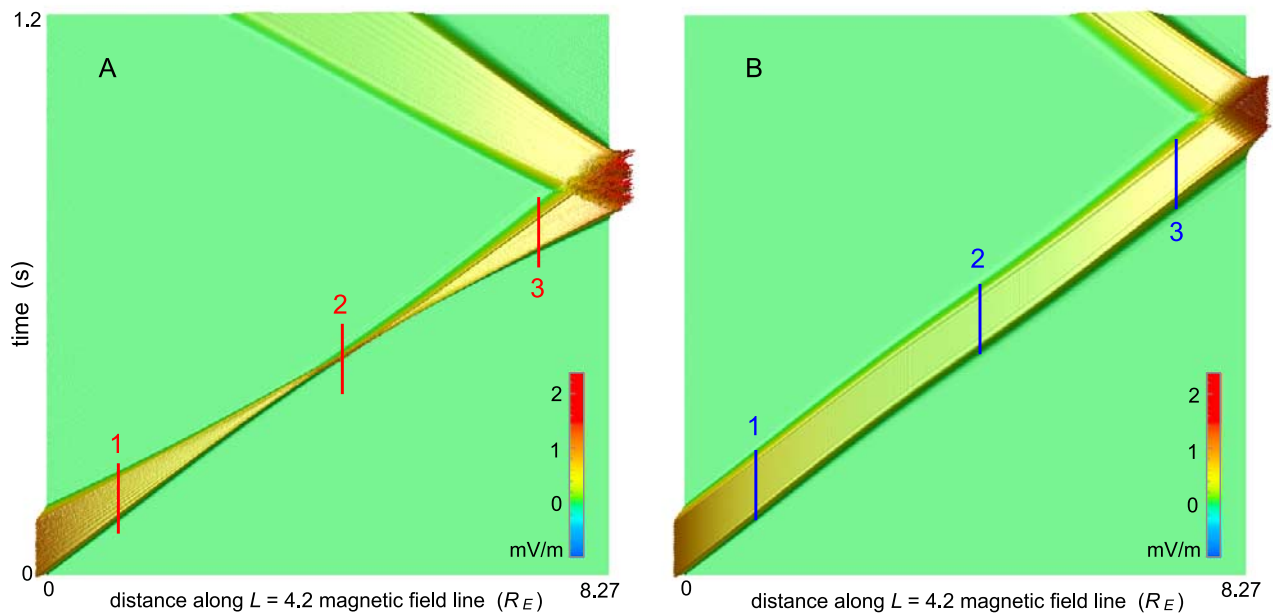 1.2
A
B
time (s)
1
2
3
1
2
3
2
1
0
mV/m
2
1
0
mV/m
0
0
8.27
0
8.27
distance along L = 4.2 magnetic field line (R_E)
distance along L = 4.2 magnetic field line (R_E)